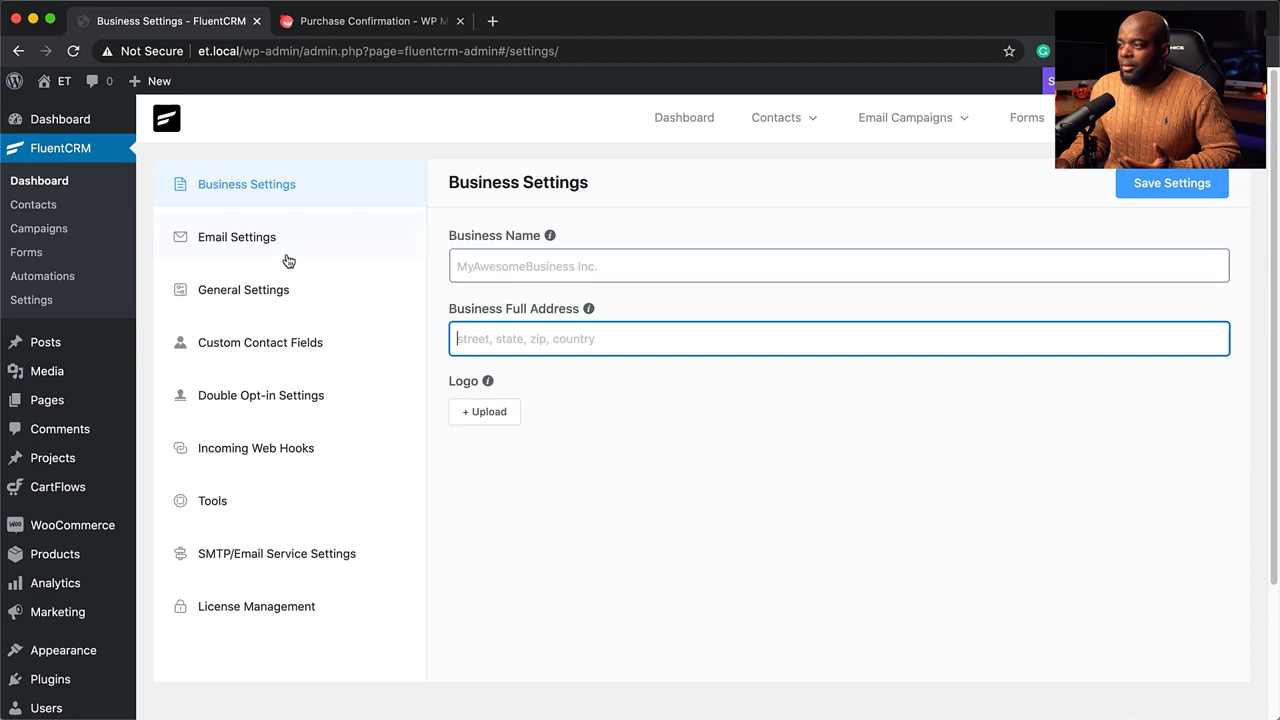 Business Settings - FluentCRM
Purchase Confirmation - WP M
Not Secure
et.local/wp-admin/admin.php?page=fluentcrm-admin#/settings/
ET
0
New
Dashboard
FluentCRM
Dashboard
Contacts
Campaigns
Forms
Automations
Settings
Posts
Media
Pages
Comments
Projects
CartFlows
WooCommerce
Products
Analytics
Marketing
Appearance
Plugins
Users
Dashboard
Contacts
Email Campaigns
Forms
Business Settings
Email Settings
General Settings
Custom Contact Fields
Double Opt-in Settings
Incoming Web Hooks
Tools
SMTP/Email Service Settings
License Management
Business Settings
Save Settings
Business Name
MyAwesomeBusiness Inc.
Business Full Address
street, state, zip, country
Logo
+ Upload